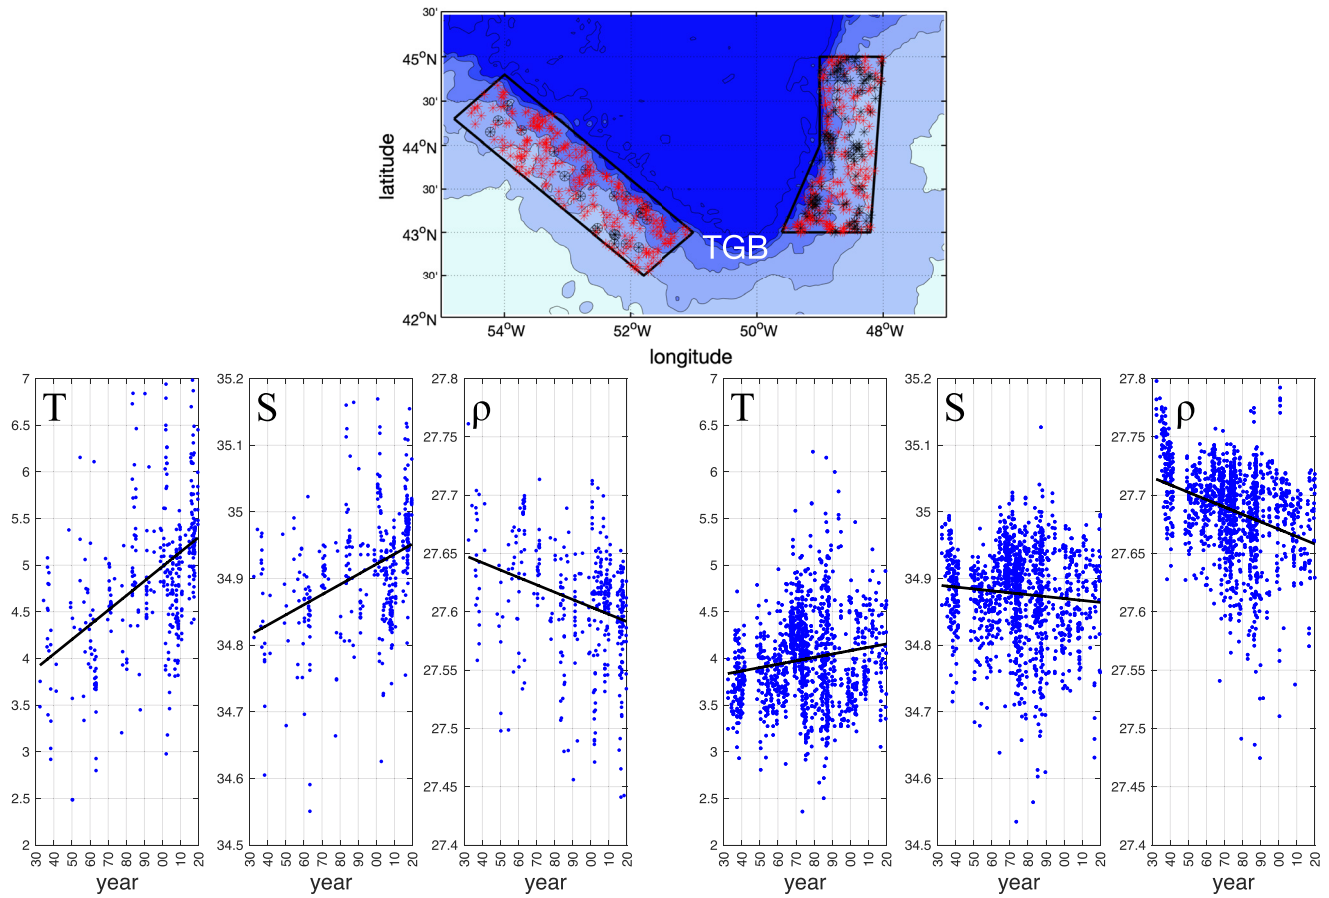 30'
45°N
30'
44°N
30'
43°N
30'
42°N
latitude
TGB
54°W 52°W 50°W 48°W
longitude
T
7
6.5
6
5.5
5
4.5
4
3.5
3
2.5
2
30 40 50 60 70 80 90 00 10 20
year
S
35.2
35.1
35
34.9
34.8
34.7
34.6
34.5
30 40 50 60 70 80 90 00 10 20
year
ρ
27.8
27.75
27.7
27.65
27.6
27.55
27.5
27.45
27.4
30 40 50 60 70 80 90 00 10 20
year
T
7
6.5
6
5.5
5
4.5
4
3.5
3
2.5
2
30 40 50 60 70 80 90 00 10 20
year
S
35.2
35.1
35
34.9
34.8
34.7
34.6
34.5
30 40 50 60 70 80 90 00 10 20
year
ρ
27.8
27.75
27.7
27.65
27.6
27.55
27.5
27.45
27.4
30 40 50 60 70 80 90 00 10 20
year